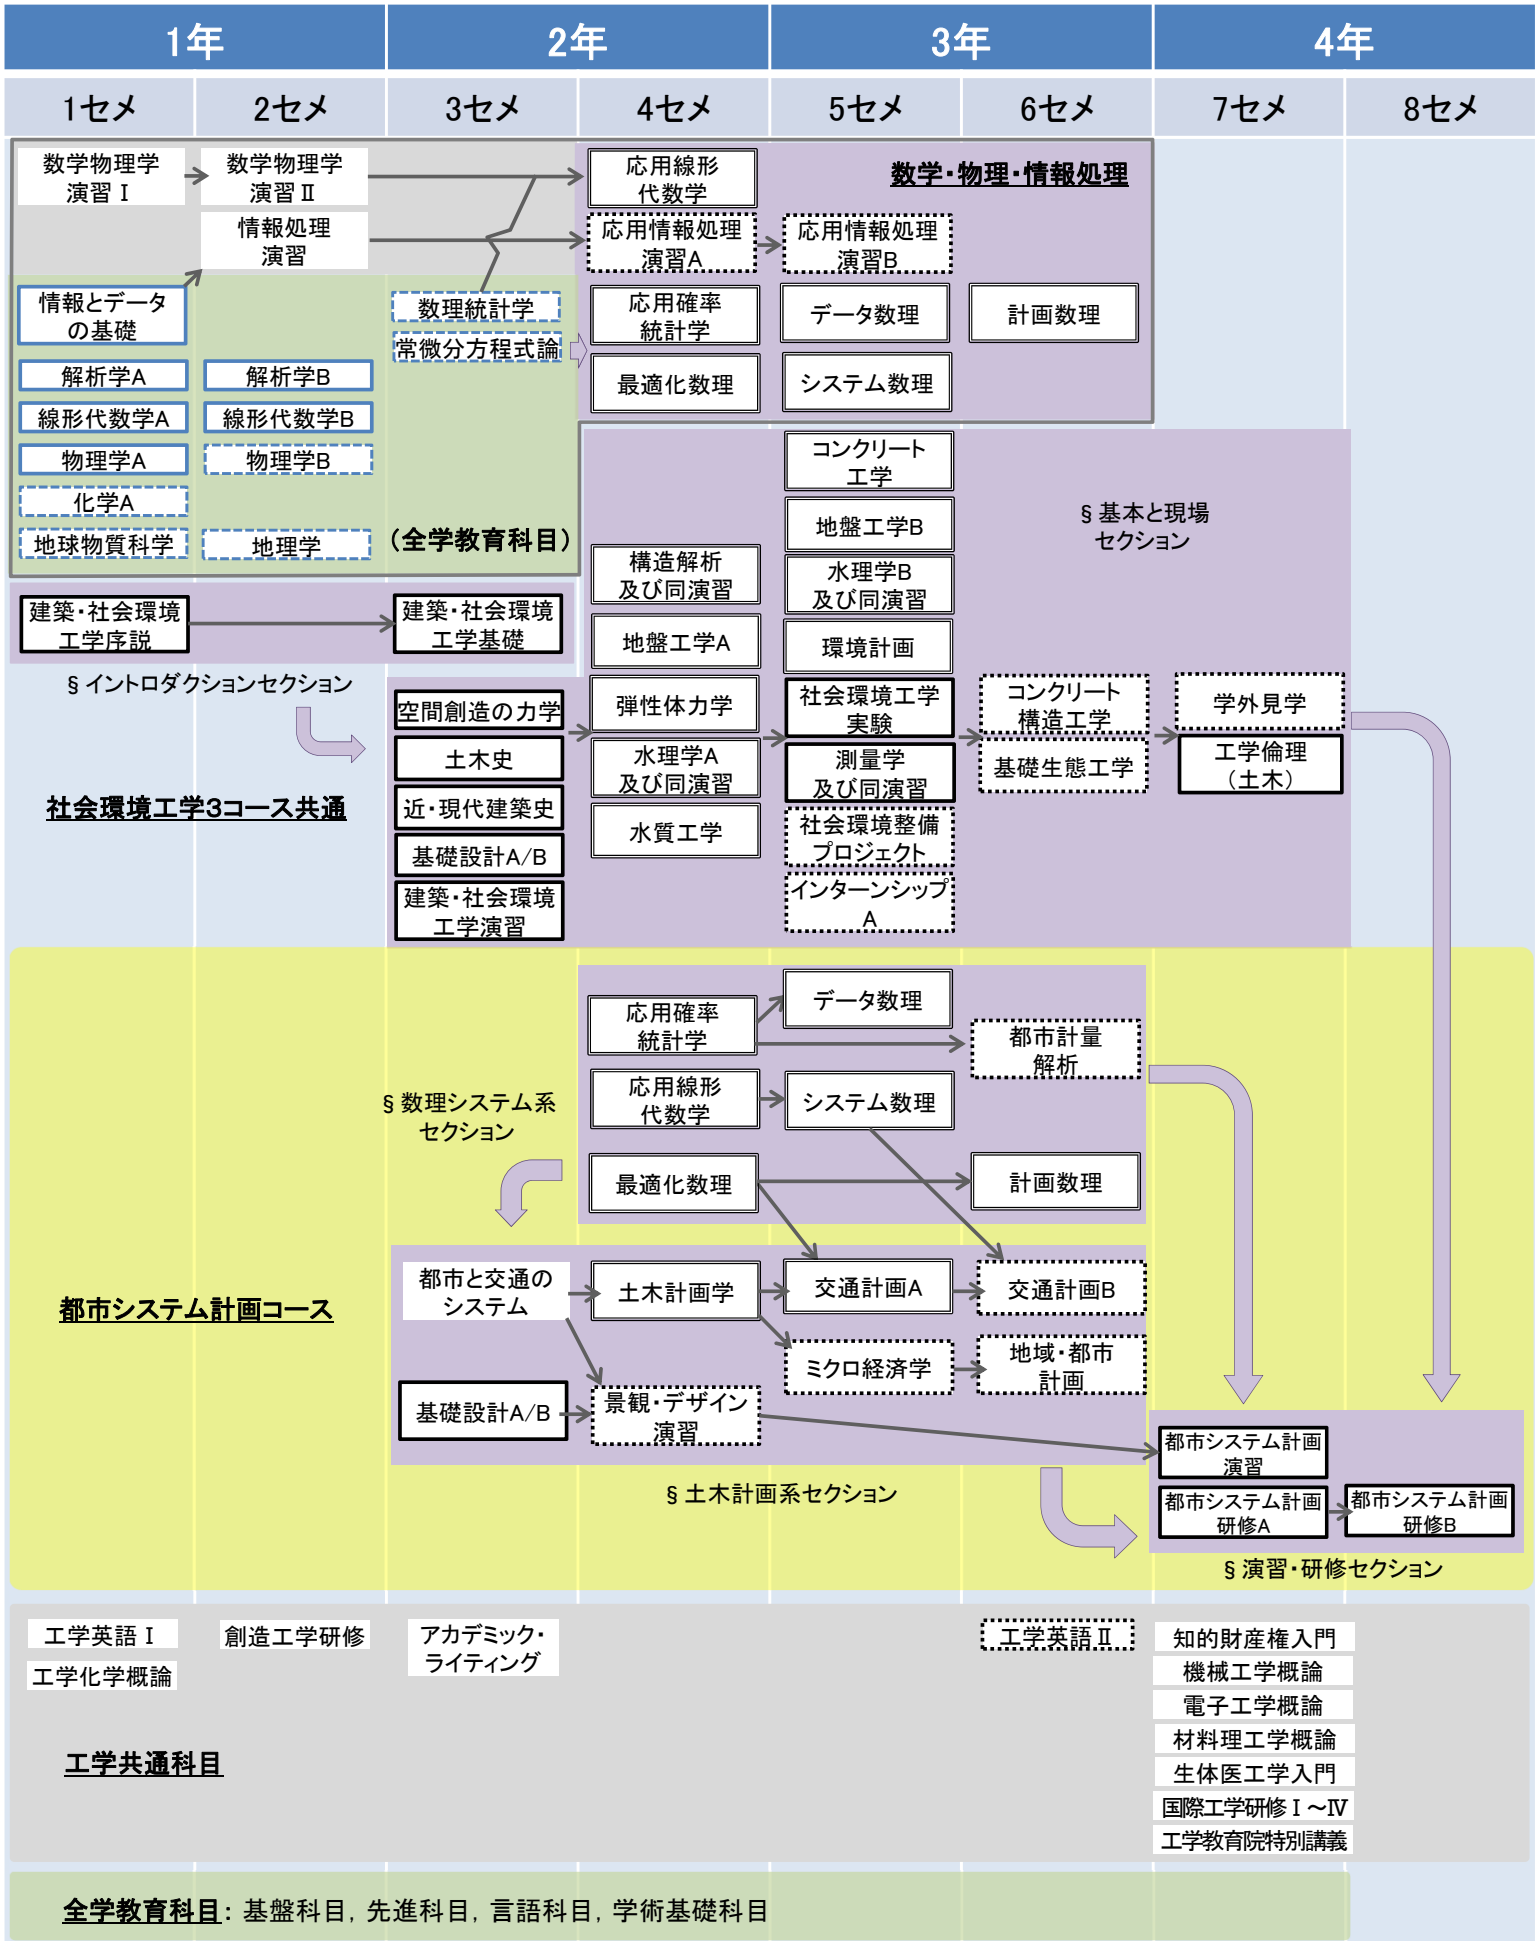 1年
2年
3年
4年
1セメ
2セメ
3セメ
4セメ
5セメ
6セメ
7セメ
8セメ
数学物理学
演習Ⅰ
数学物理学
演習Ⅱ
応用線形
代数学
数学・物理・情報処理
情報処理
演習
応用情報処理
演習A
応用情報処理
演習B
情報とデータ
の基礎
数理統計学
常微分方程式論
応用確率
統計学
データ数理
計画数理
解析学A
解析学B
最適化数理
システム数理
線形代数学A
線形代数学B
物理学A
物理学B
化学A
地球物質科学
地理学
(全学教育科目)
コンクリート
工学
地盤工学B
§基本と現場
セクション
構造解析
及び同演習
水理学B
及び同演習
建築・社会環境
工学序説
建築・社会環境
工学基礎
地盤工学A
環境計画
§イントロダクションセクション
空間創造の力学
弾性体力学
社会環境工学
実験
コンクリート
構造工学
学外見学
土木史
水理学A
及び同演習
測量学
及び同演習
基礎生態工学
工学倫理
(土木)
社会環境工学3コース共通
近・現代建築史
水質工学
社会環境整備
プロジェクト
基礎設計A/B
インターンシップ
A
建築・社会環境
工学演習
応用確率
統計学
データ数理
都市計量
解析
§数理システム系
セクション
応用線形
代数学
システム数理
最適化数理
計画数理
都市システム計画コース
都市と交通の
システム
土木計画学
交通計画A
交通計画B
ミクロ経済学
地域・都市
計画
基礎設計A/B
景観・デザイン
演習
都市システム計画
演習
§土木計画系セクション
都市システム計画
研修A
都市システム計画
研修B
§演習・研修セクション
工学英語Ⅰ
創造工学研修
アカデミック・
ライティング
工学英語Ⅱ
知的財産権入門
工学化学概論
機械工学概論
電子工学概論
工学共通科目
材料理工学概論
生体医工学入門
国際工学研修Ⅰ~Ⅳ
工学教育院特別講義
全学教育科目: 基盤科目, 先進科目, 言語科目, 学術基礎科目